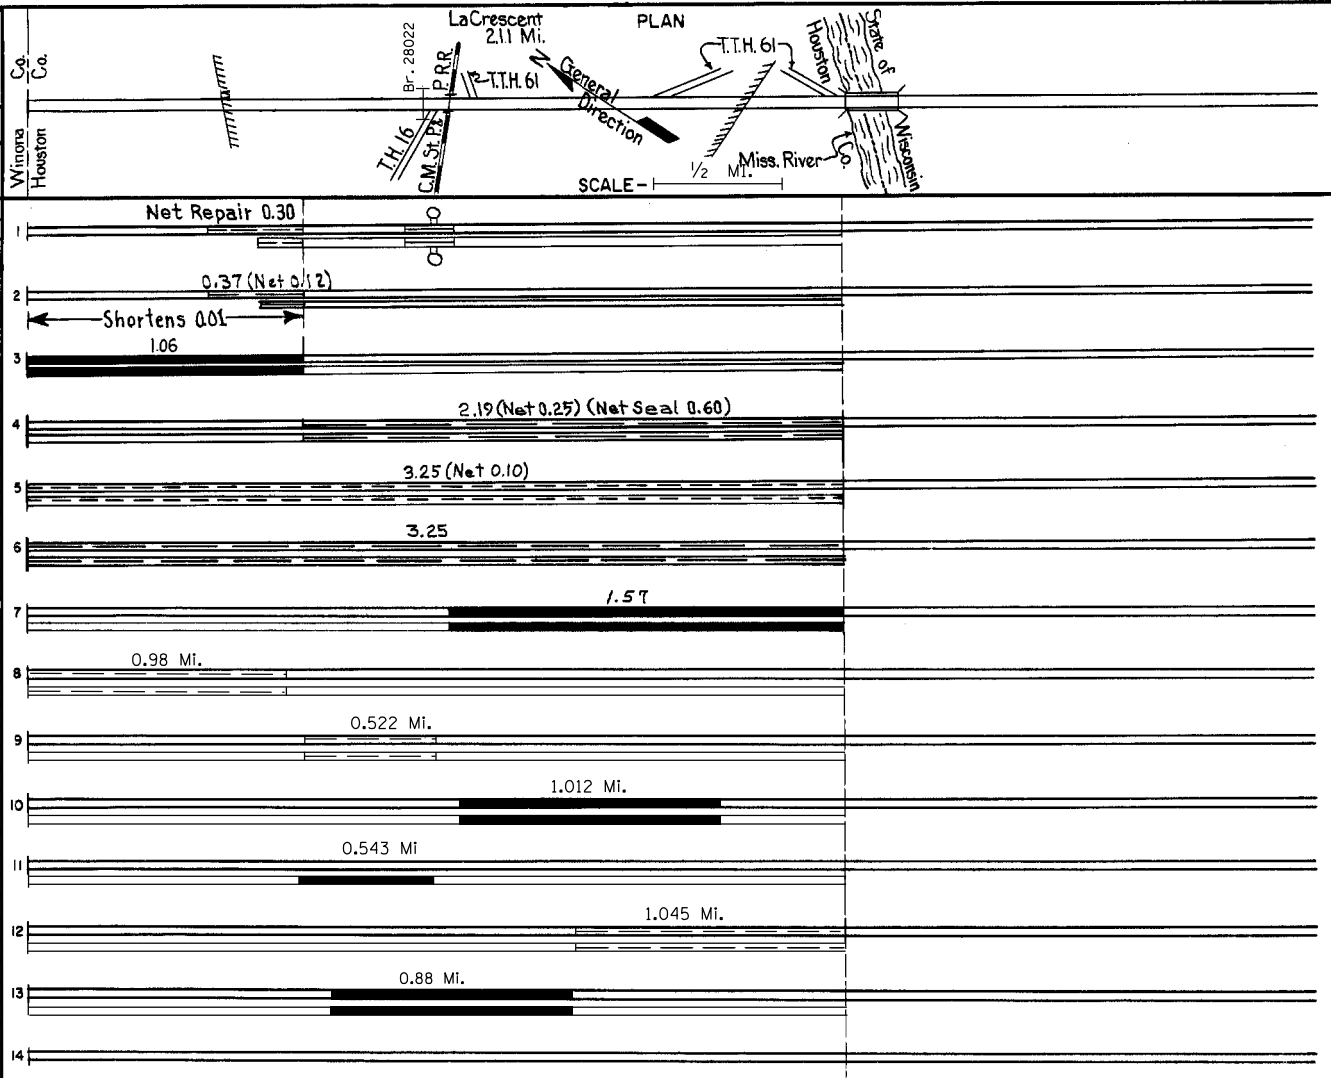 LaCrescent
2.11 Mi.
PLAN
Co.
Co.
Winona
Houston
Br. 28022
P. R.R.
C.M. St. P.&
T.T.H. 61
T.H. 16
N
General
Direction
T.T.H. 61
Houston
Co.
State of
Wisconsin
Miss. River
SCALE-
1/2 MI.
Net Repair 0.30
1
0.37 (Net 0.12)
2
Shortens 0.01
1.06
3
2.19 (Net 0.25) (Net Seal 0.60)
4
3.25 (Net 0.10)
5
3.25
6
1.57
7
0.98 Mi.
8
0.522 Mi.
9
1.012 Mi.
10
0.543 Mi
11
1.045 Mi.
12
0.88 Mi.
13
14